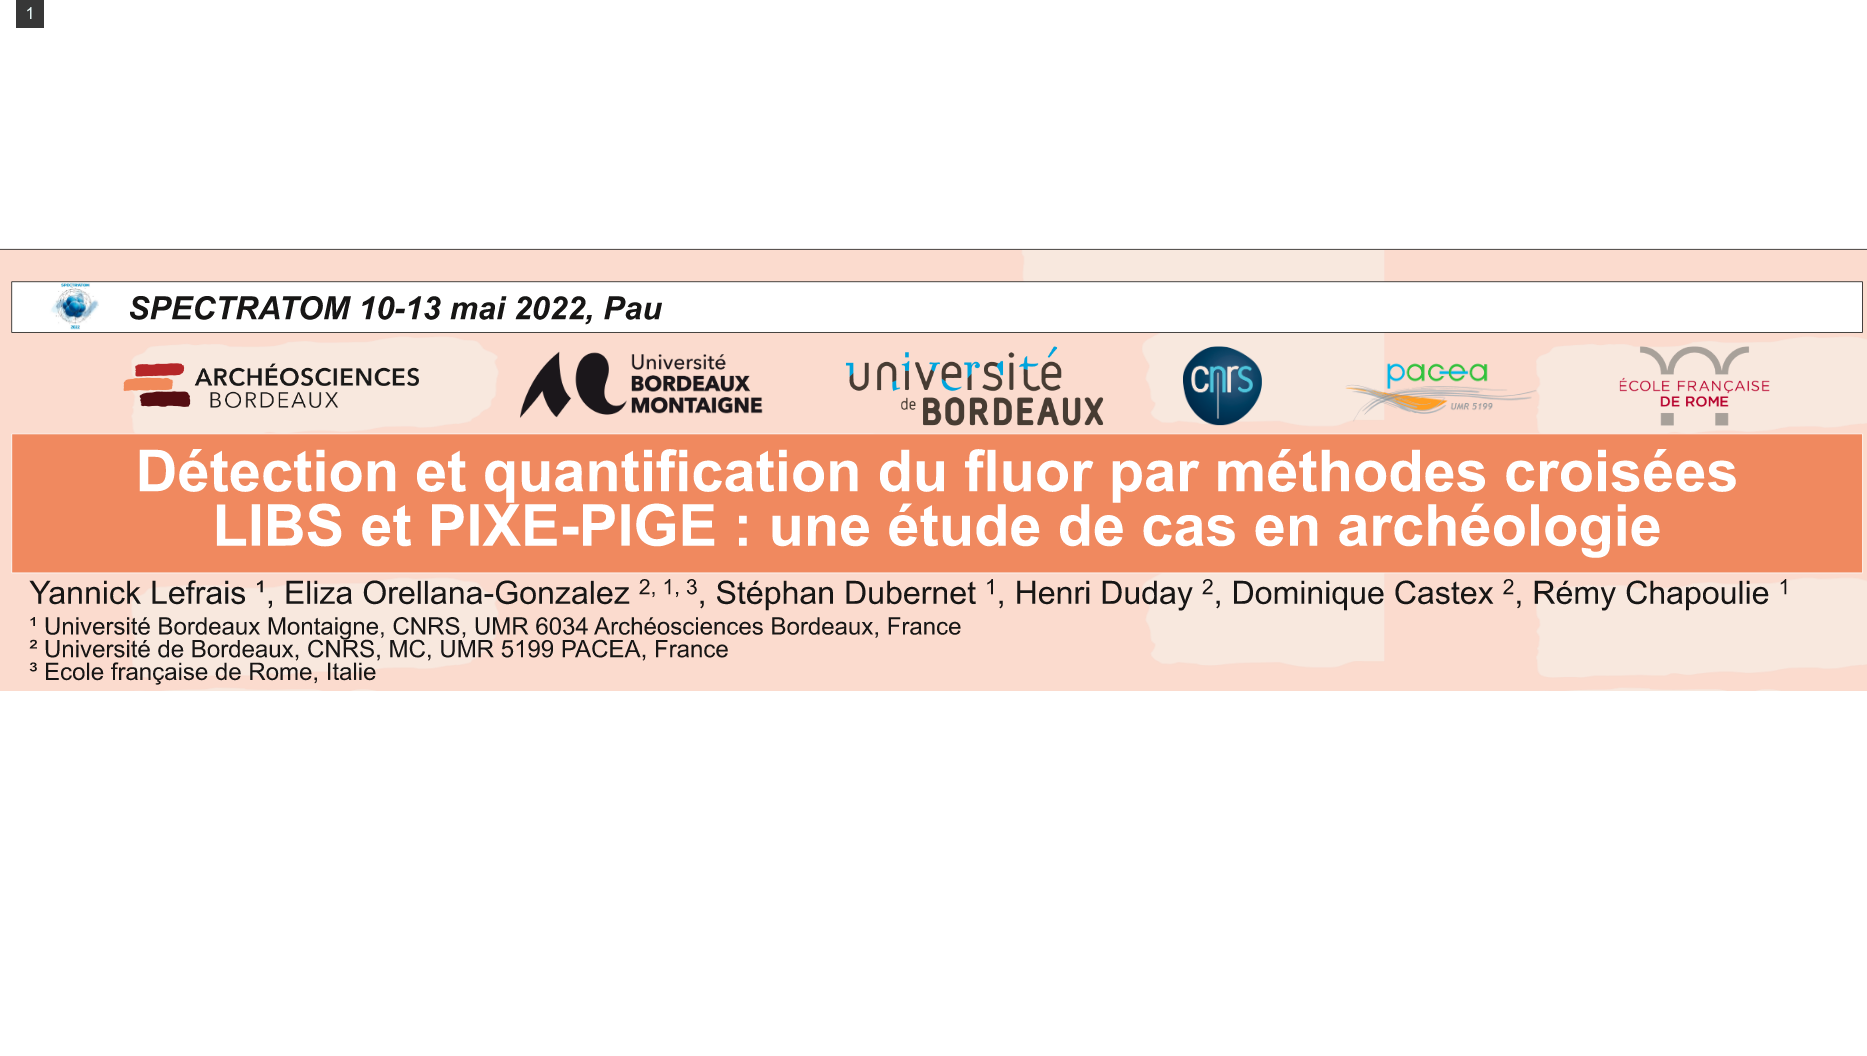 1
SPECTRATOM
2022
SPECTRATOM 10-13 mai 2022, Pau
ARCHÉOSCIENCES
BORDEAUX
Université
BORDEAUX
MONTAIGNE
université
de BORDEAUX
cnrs
pacea
UMR 5199
ÉCOLE FRANÇAISE
DE ROME
Détection et quantification du fluor par méthodes croisées
LIBS et PIXE-PIGE : une étude de cas en archéologie
Yannick Lefrais ¹, Eliza Orellana-Gonzalez ²˒ ¹˒ ³, Stéphan Dubernet ¹, Henri Duday ², Dominique Castex ², Rémy Chapoulie ¹
¹ Université Bordeaux Montaigne, CNRS, UMR 6034 Archéosciences Bordeaux, France
² Université de Bordeaux, CNRS, MC, UMR 5199 PACEA, France
³ Ecole française de Rome, Italie